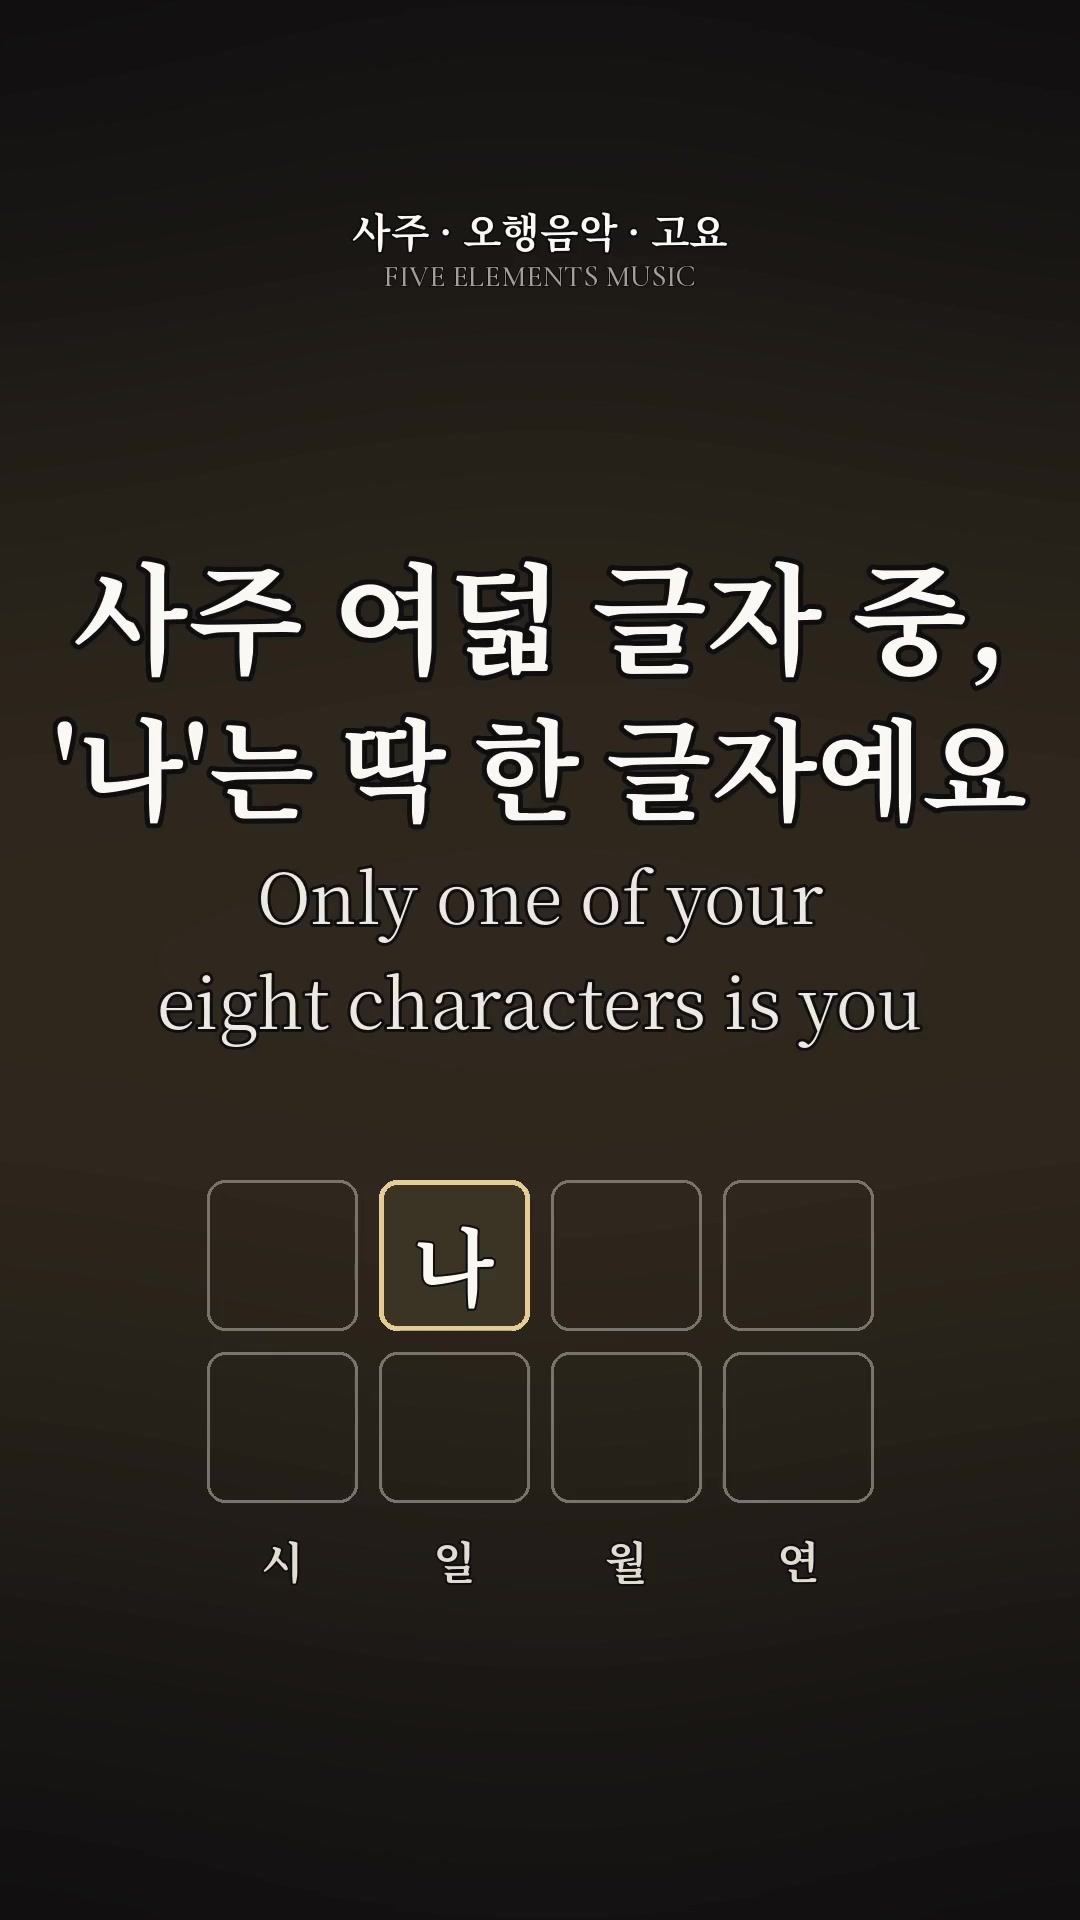 사주 · 오행음악 · 고요
FIVE ELEMENTS MUSIC
사주 여덟 글자 중,
'나'는 딱 한 글자예요
Only one of your
eight characters is you
나
시 일 월 연